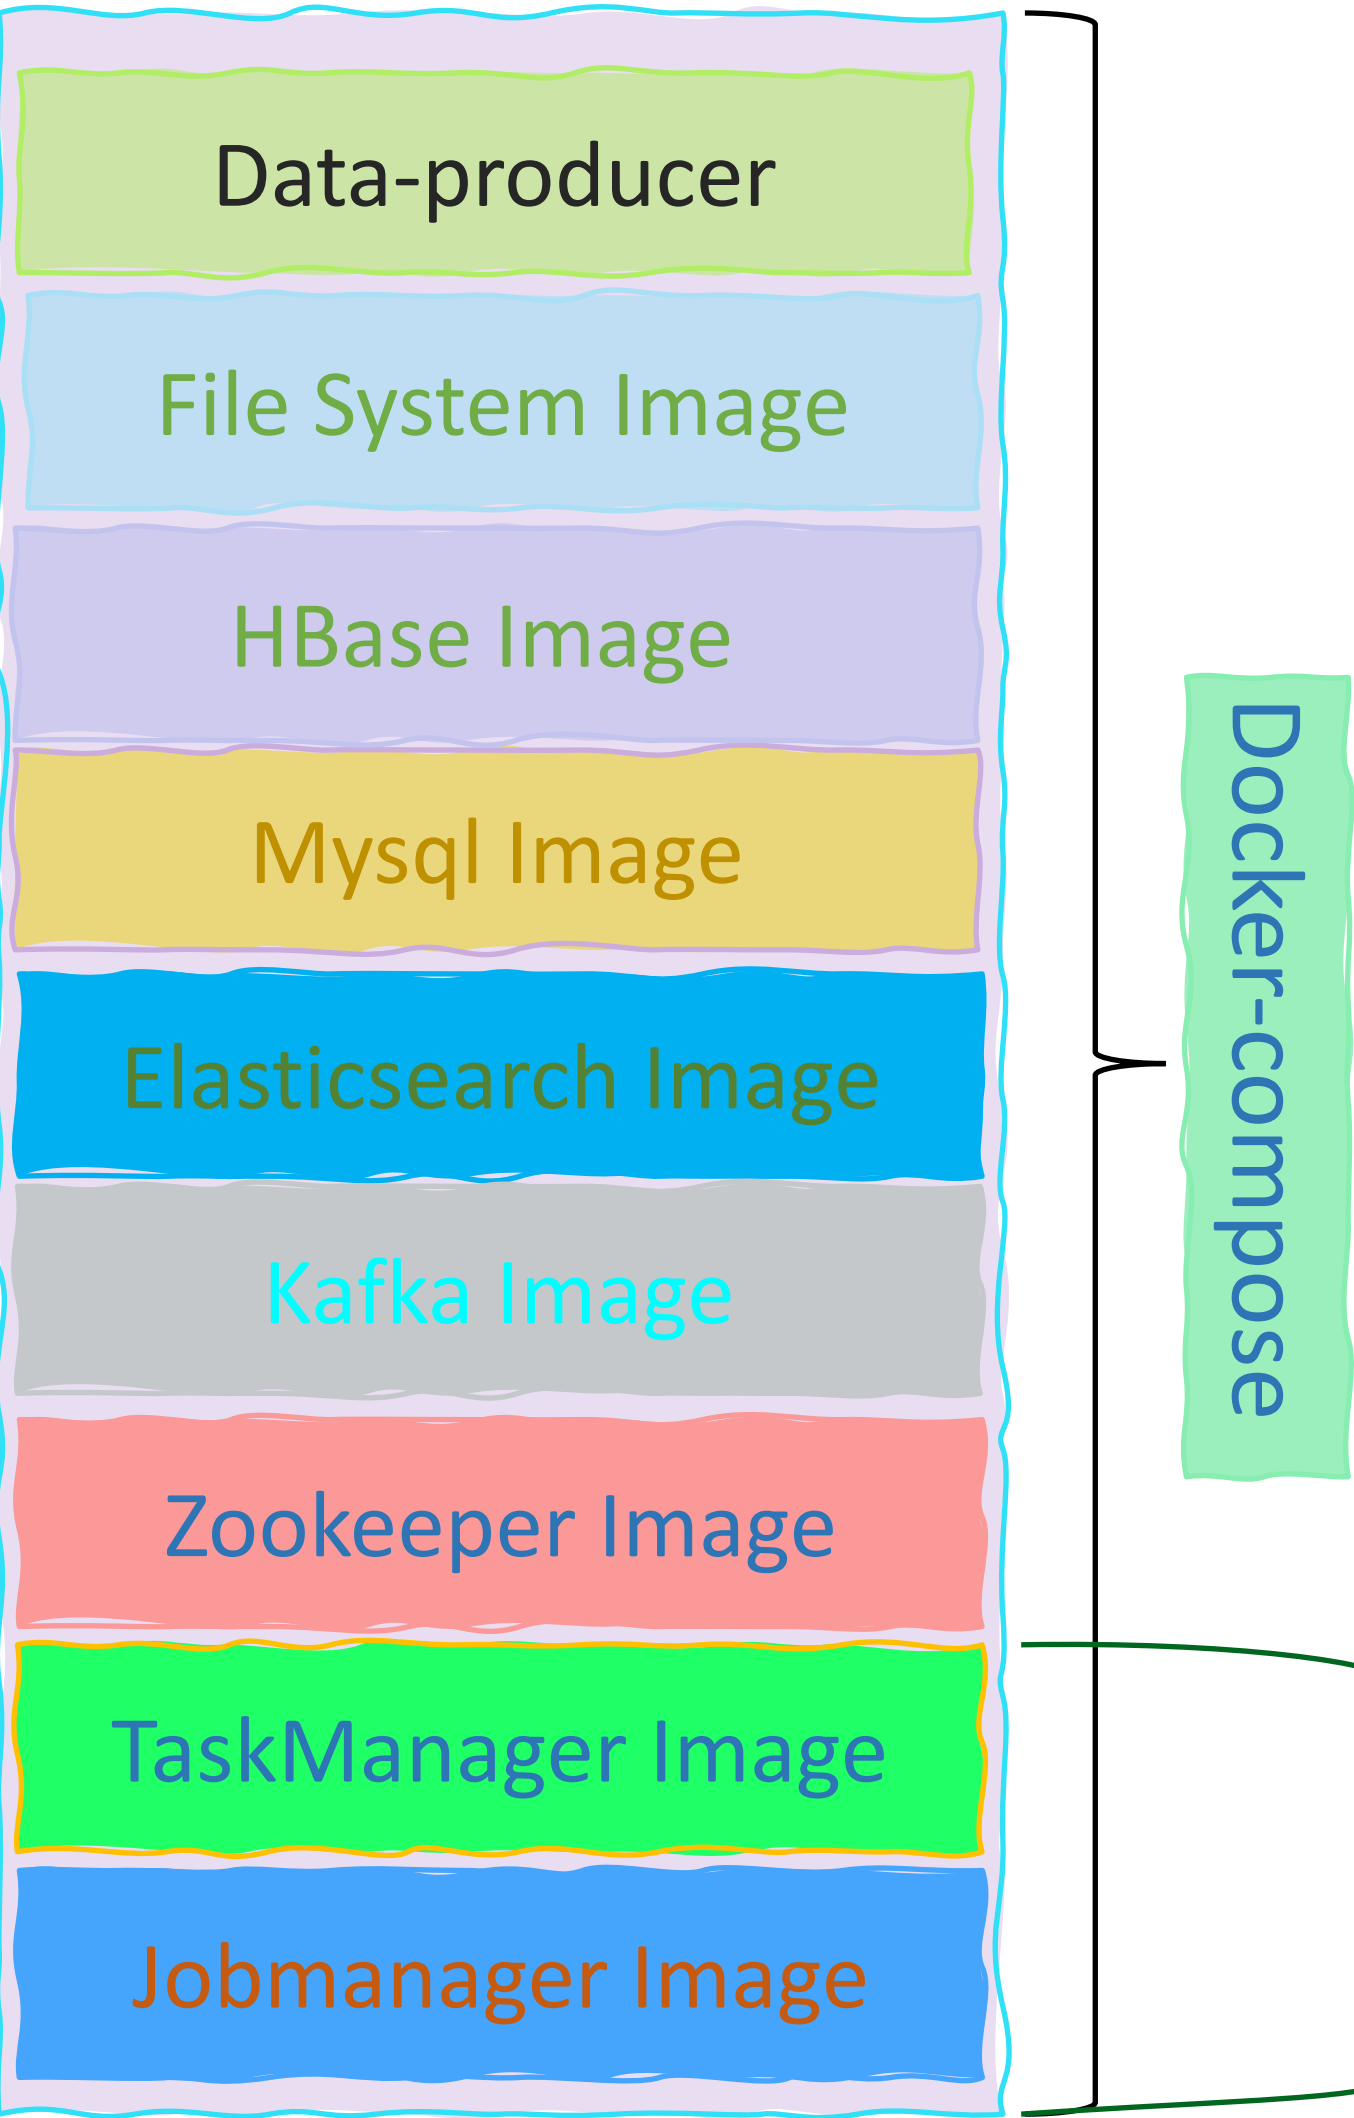 Data-producer
File System Image
HBase Image
Mysql Image
Elasticsearch Image
Kafka Image
Zookeeper Image
TaskManager Image
Jobmanager Image
Docker-compose